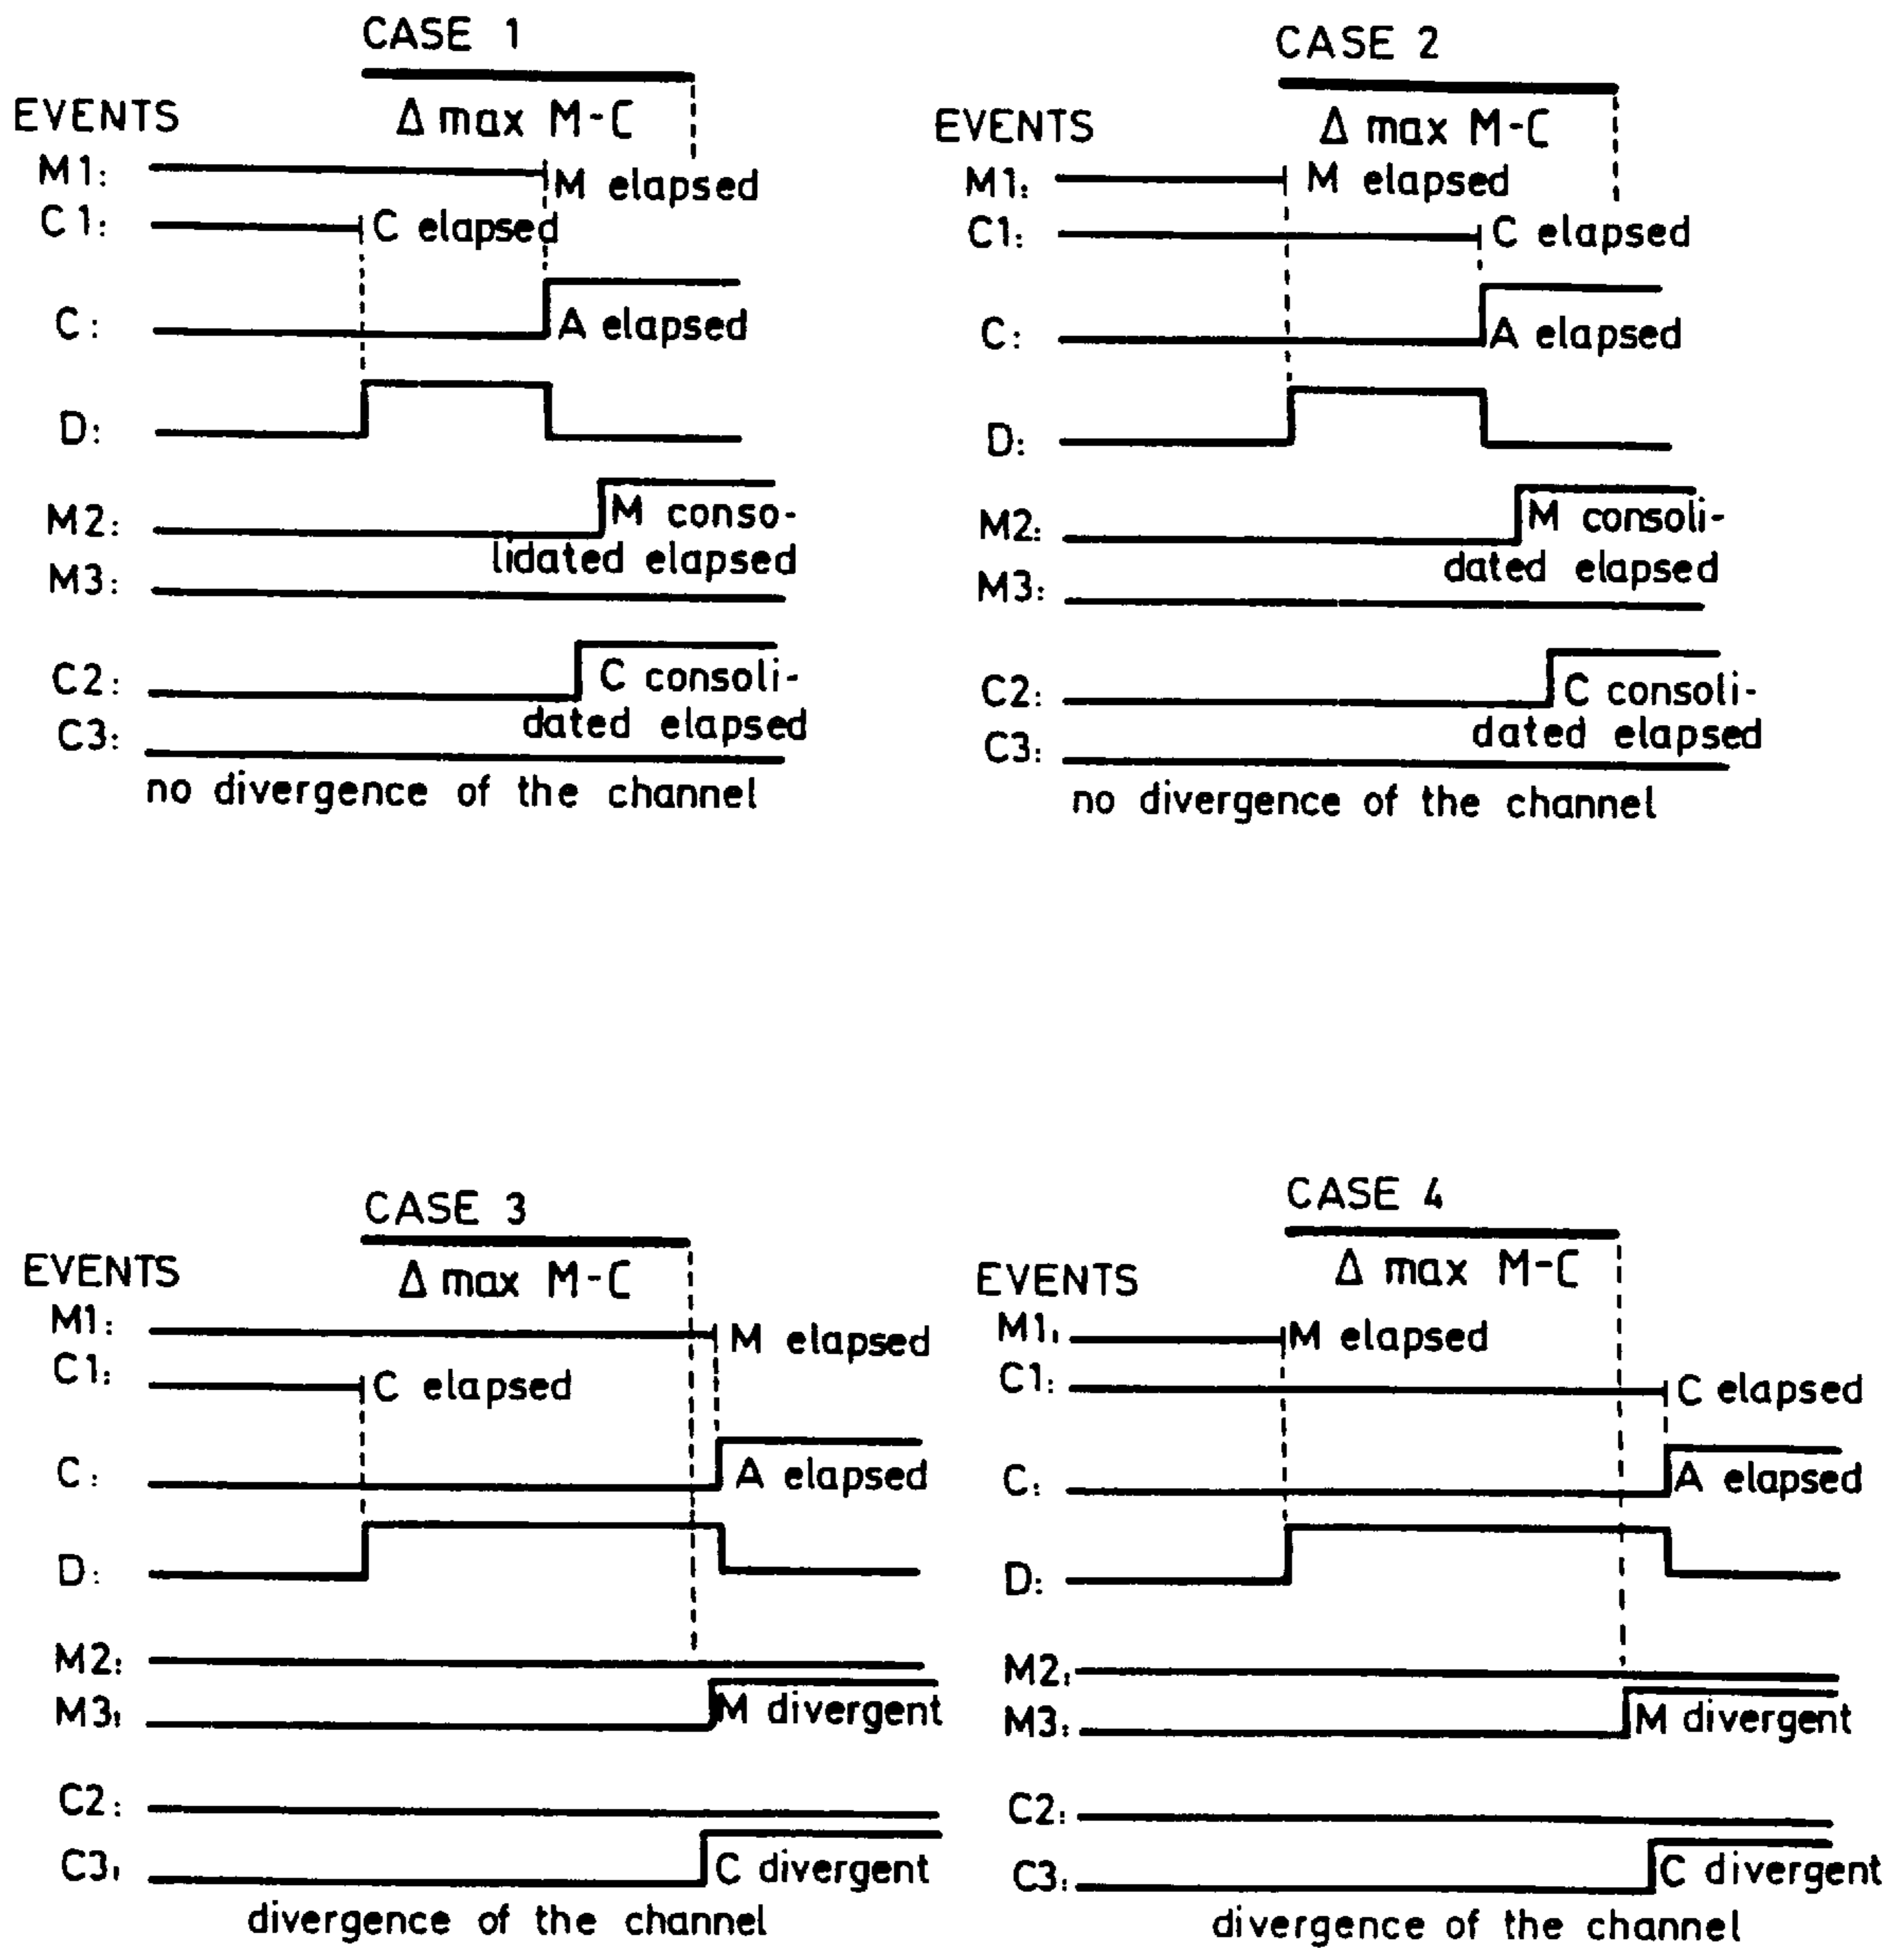 CASE 1
EVENTS
Δ max M-C
M1:
M elapsed
C1:
C elapsed
C:
A elapsed
D:
M2:
M conso-
lidated elapsed
M3:
C2:
C consoli-
dated elapsed
C3:
no divergence of the channel
CASE 2
EVENTS
Δ max M-C
M1:
M elapsed
C1:
C elapsed
C:
A elapsed
D:
M2:
M consoli-
dated elapsed
M3:
C2:
C consoli-
dated elapsed
C3:
no divergence of the channel
CASE 3
EVENTS
Δ max M-C
M1:
M elapsed
C1:
C elapsed
C:
A elapsed
D:
M2:
M3:
M divergent
C2:
C3:
C divergent
divergence of the channel
CASE 4
EVENTS
Δ max M-C
M1:
M elapsed
C1:
C elapsed
C:
A elapsed
D:
M2:
M3:
M divergent
C2:
C3:
C divergent
divergence of the channel